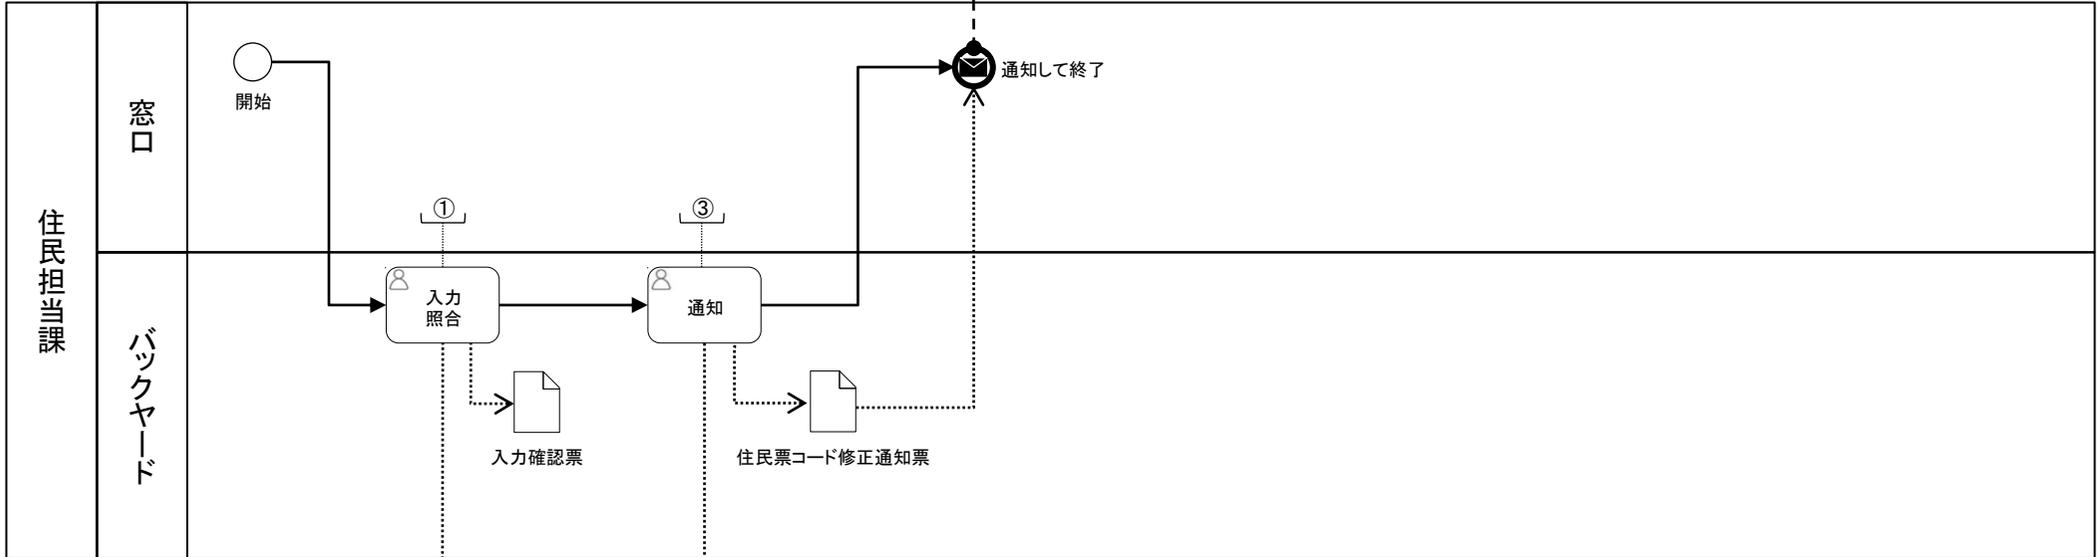 住民担当課
窓口
開始
通知して終了
①
③
バックヤード
入力
照合
通知
入力確認票
住民票コード修正通知票